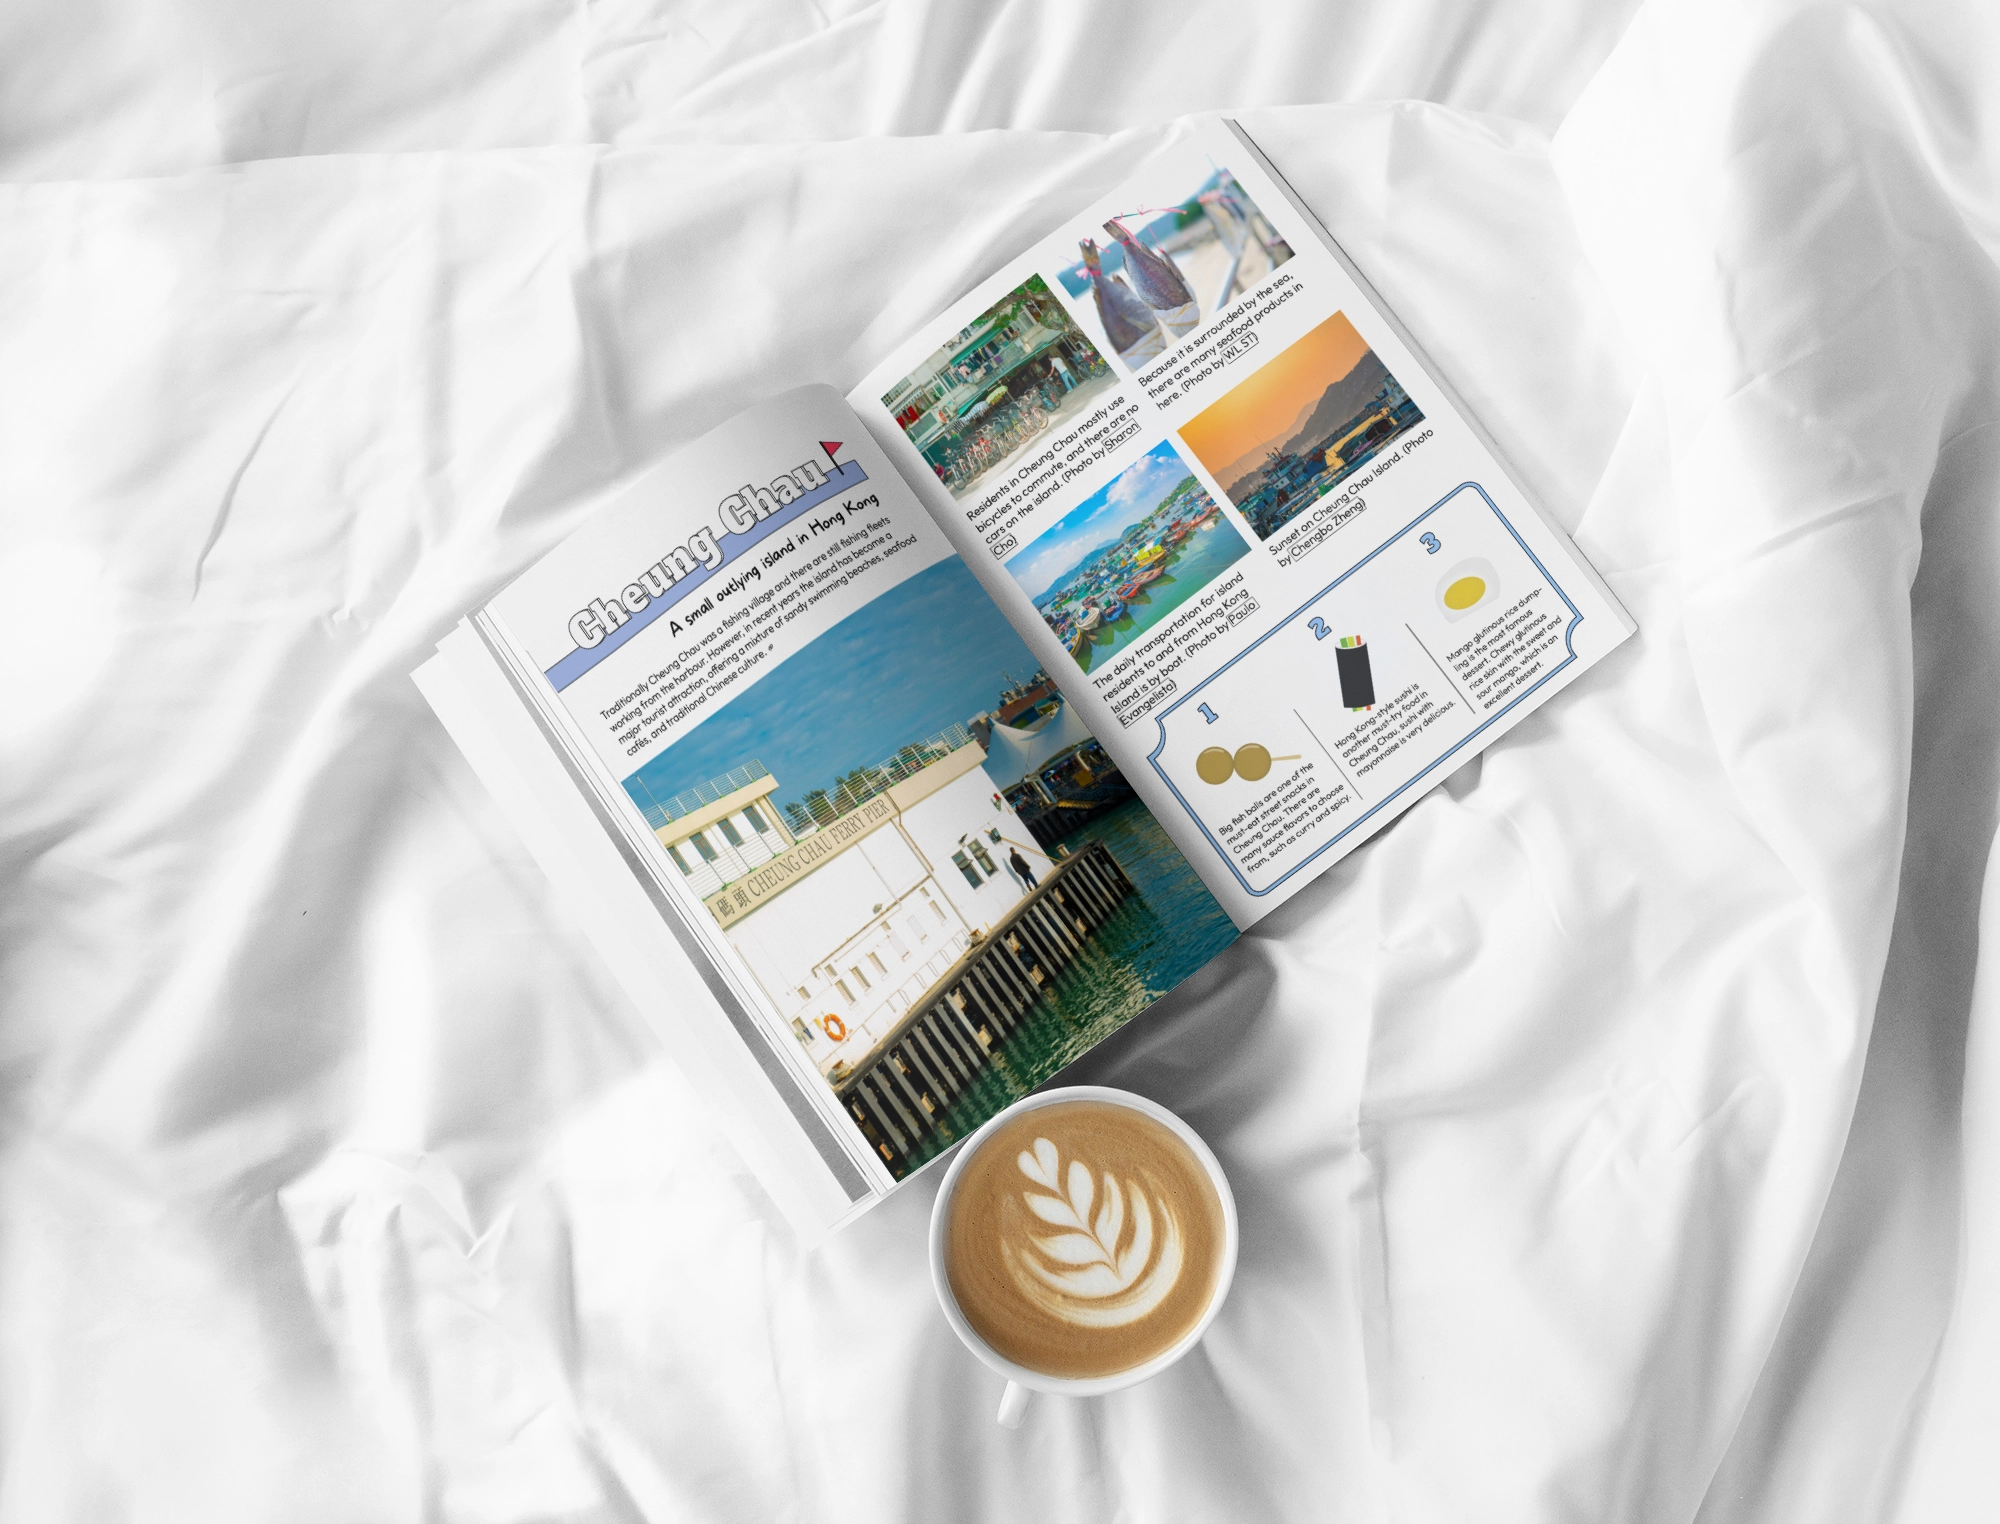 Cheung Chau
A small outlying island in Hong Kong
Traditionally Cheung Chau was a fishing village and there are still fishing fleets
working from the harbour. However, in recent years the island has become a
major tourist attraction, offering a mixture of sandy swimming beaches, seafood
cafés, and traditional Chinese culture.
碼頭 CHEUNG CHAU FERRY PIER
Residents in Cheung Chau mostly use
bicycles to commute, and there are no
cars on the island. (Photo by Sharon
Cho)
Because it is surrounded by the sea,
there are many seafood products in
here. (Photo by WL ST)
The daily transportation for island
residents to and from Hong Kong
Island is by boat. (Photo by Paulo
Evangelista)
Sunset on Cheung Chau Island. (Photo
by Chengbo Zheng)
1
Big fish balls are one of the
must-eat street snacks in
Cheung Chau. There are
many sauce flavors to choose
from, such as curry and spicy.
2
Hong Kong-style sushi is
another must-try food in
Cheung Chau, sushi with
mayonnaise is very delicious.
3
Mango glutinous rice dump-
ling is the most famous
dessert. Chewy glutinous
rice skin with the sweet and
sour mango, which is an
excellent dessert.